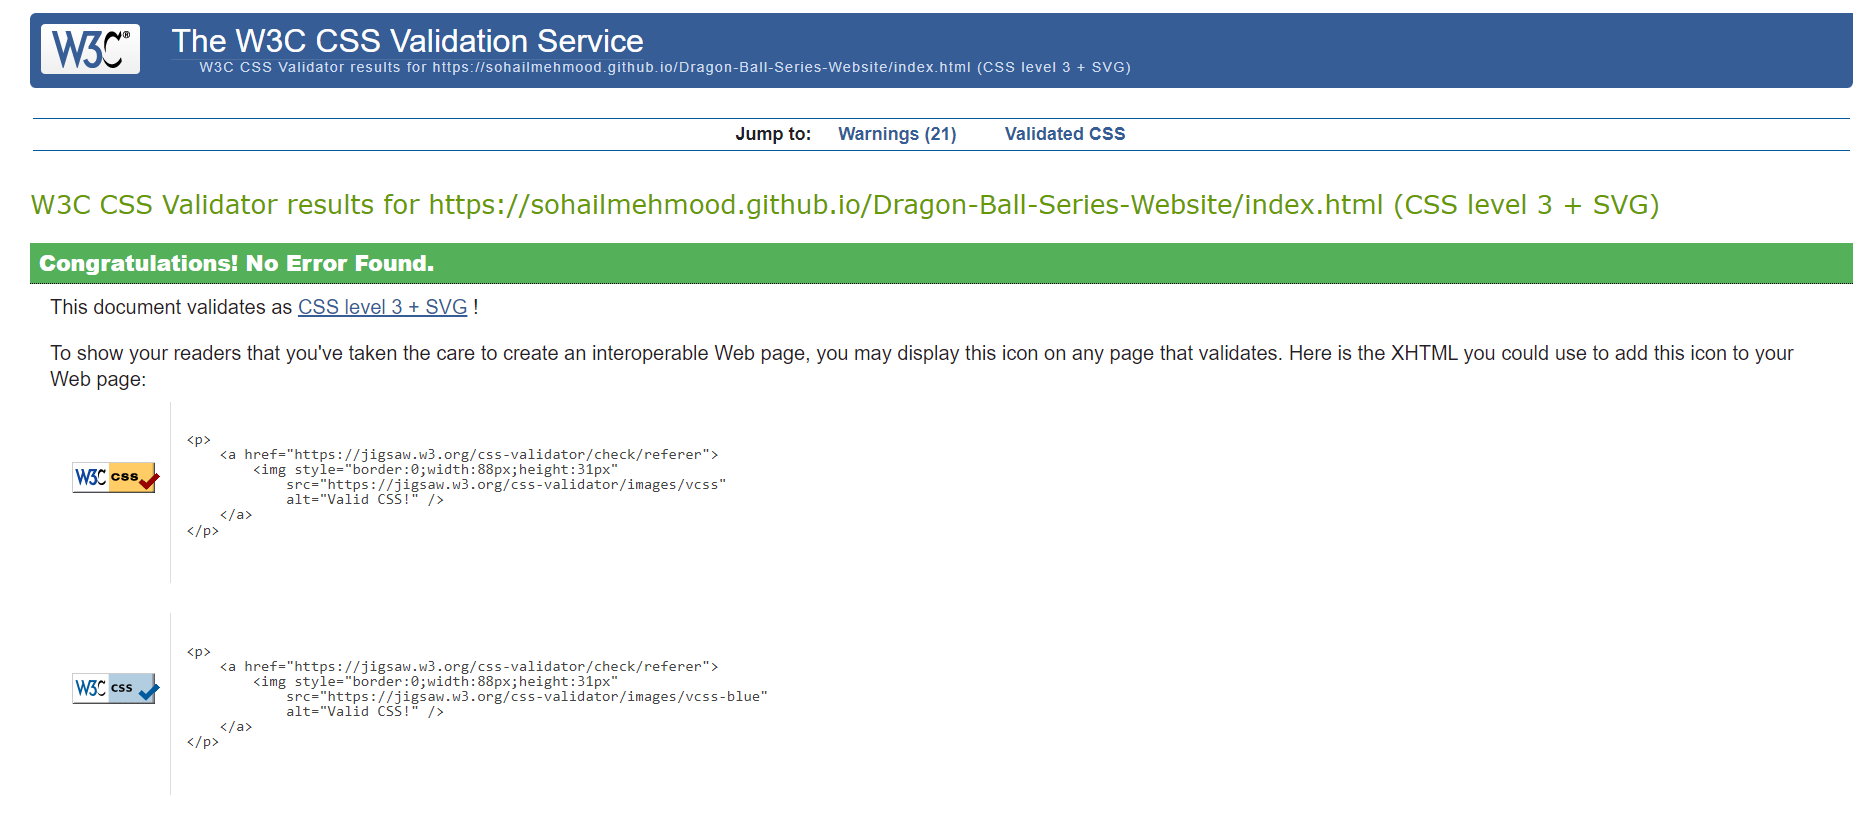 W3C®
The W3C CSS Validation Service
W3C CSS Validator results for https://sohailmehmood.github.io/Dragon-Ball-Series-Website/index.html (CSS level 3 + SVG)
Jump to: Warnings (21) Validated CSS
W3C CSS Validator results for https://sohailmehmood.github.io/Dragon-Ball-Series-Website/index.html (CSS level 3 + SVG)
Congratulations! No Error Found.
This document validates as CSS level 3 + SVG !
To show your readers that you've taken the care to create an interoperable Web page, you may display this icon on any page that validates. Here is the XHTML you could use to add this icon to your
Web page:
W3C css
<p>
    <a href="https://jigsaw.w3.org/css-validator/check/referer">
        <img style="border:0;width:88px;height:31px"
            src="https://jigsaw.w3.org/css-validator/images/vcss"
            alt="Valid CSS!" />
    </a>
</p>
W3C css
<p>
    <a href="https://jigsaw.w3.org/css-validator/check/referer">
        <img style="border:0;width:88px;height:31px"
            src="https://jigsaw.w3.org/css-validator/images/vcss-blue"
            alt="Valid CSS!" />
    </a>
</p>